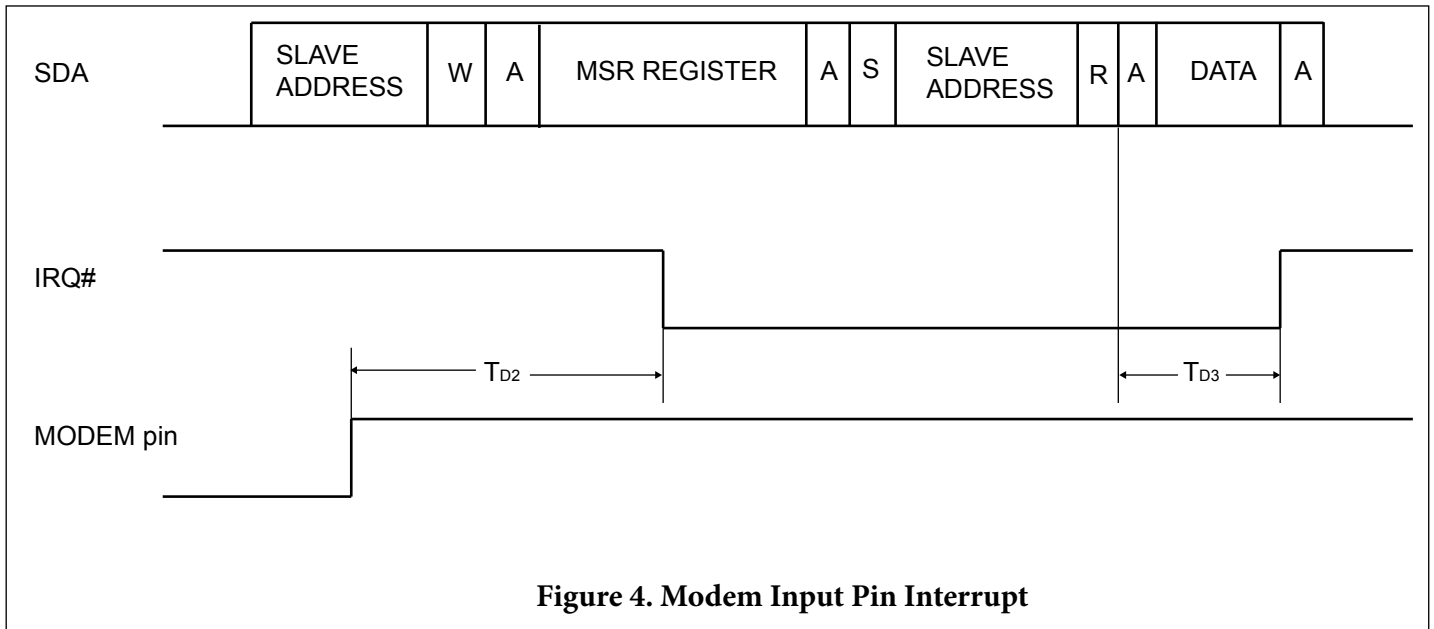 SDA
SLAVE
ADDRESS
W
A
MSR REGISTER
A
S
SLAVE
ADDRESS
R
A
DATA
A
IRQ#
TD2
TD3
MODEM pin
Figure 4. Modem Input Pin Interrupt